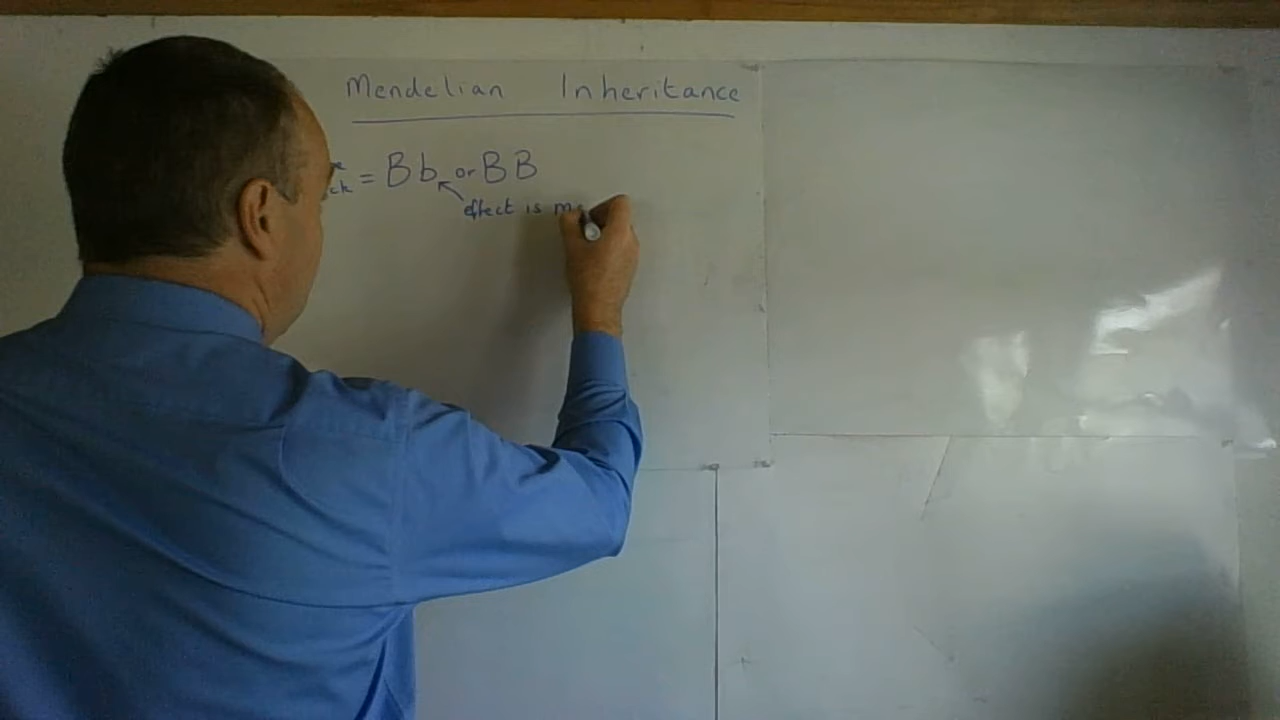 Mendelian Inheritance
= Bb or BB
effect is